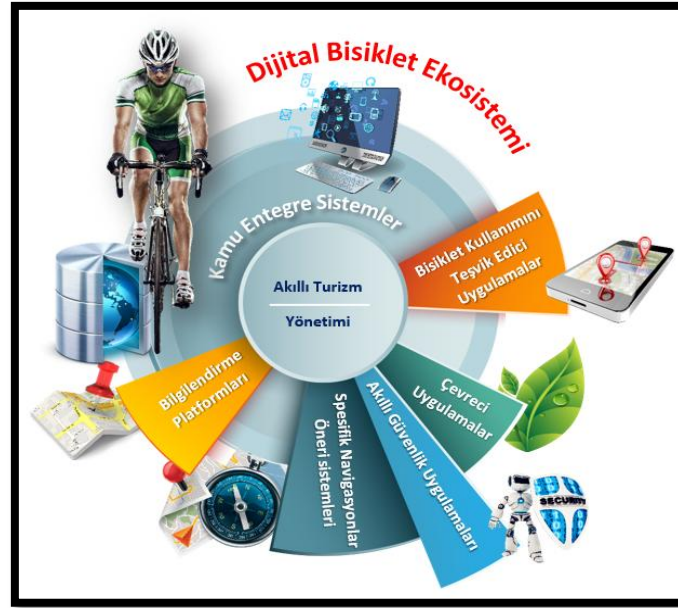 Dijital Bisiklet Ekosistemi
Kamu Entegre Sistemler
Akıllı Turizm
Yönetimi
Bisiklet Kullanımını
Teşvik Edici
Uygulamalar
Çevreci
Uygulamalar
Akıllı Güvenlik Uygulamaları
Spesifik Navigasyonlar
Öneri sistemleri
Bilgilendirme
Platformları
SECURITY